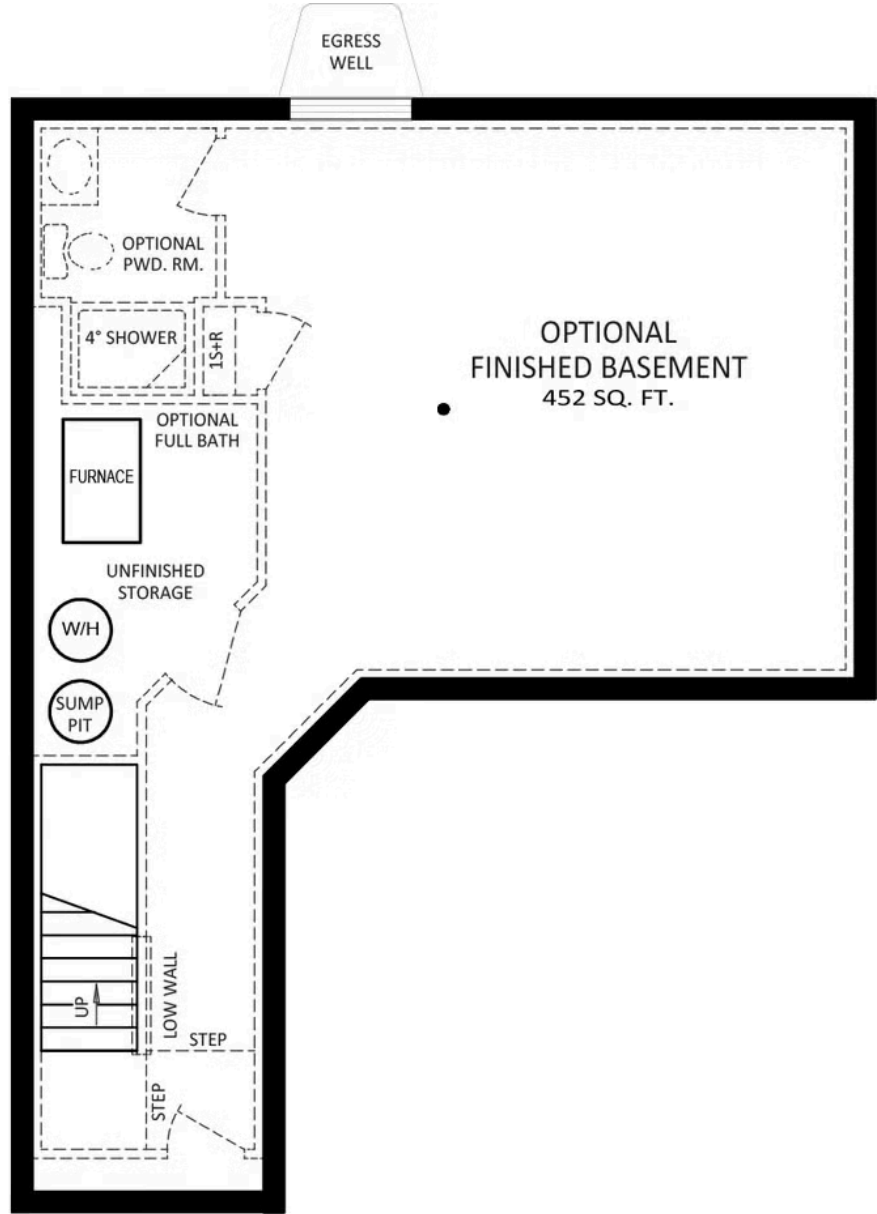 EGRESS
WELL
OPTIONAL
PWD. RM.
4° SHOWER
1S+R
OPTIONAL
FINISHED BASEMENT
452 SQ. FT.
OPTIONAL
FULL BATH
FURNACE
UNFINISHED
STORAGE
W/H
SUMP
PIT
UP
LOW WALL
STEP
STEP